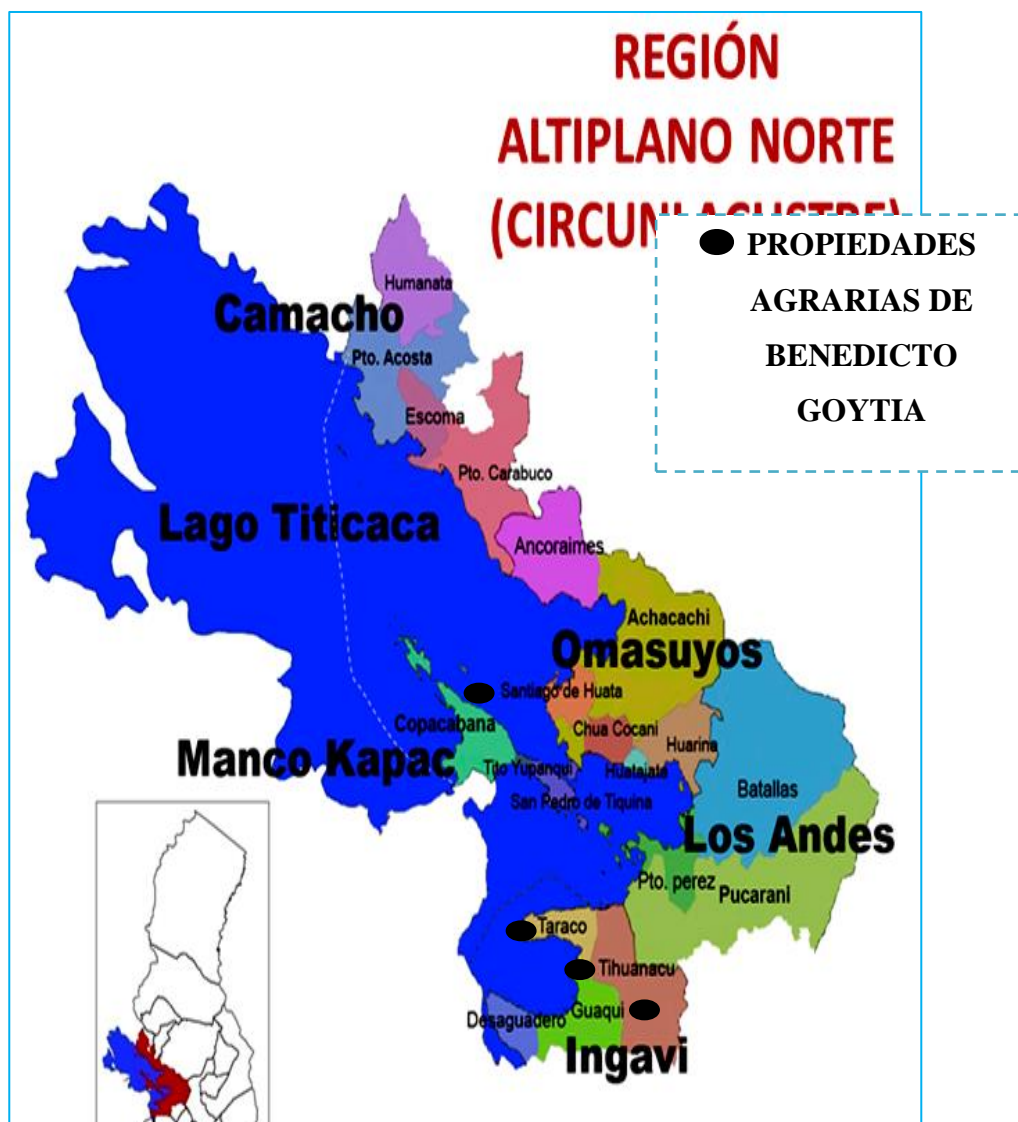 REGIÓN
ALTIPLANO NORTE
PROPIEDADES
AGRARIAS DE
BENEDICTO
GOYTIA
Humanata
Camacho
Pto. Acosta
Escoma
Pto. Carabuco
Lago Titicaca
Ancoraimes
Achacachi
Omasuyos
Santiago de Huata
Copacabana
Chua Cocani
Huarina
Manco Kapac
Tito Yupanqui
Huatajata
San Pedro de Tiquina
Batallas
Los Andes
Pto. perez
Pucarani
Taraco
Tihuanacu
Guaqui
Desaguadero
Ingavi